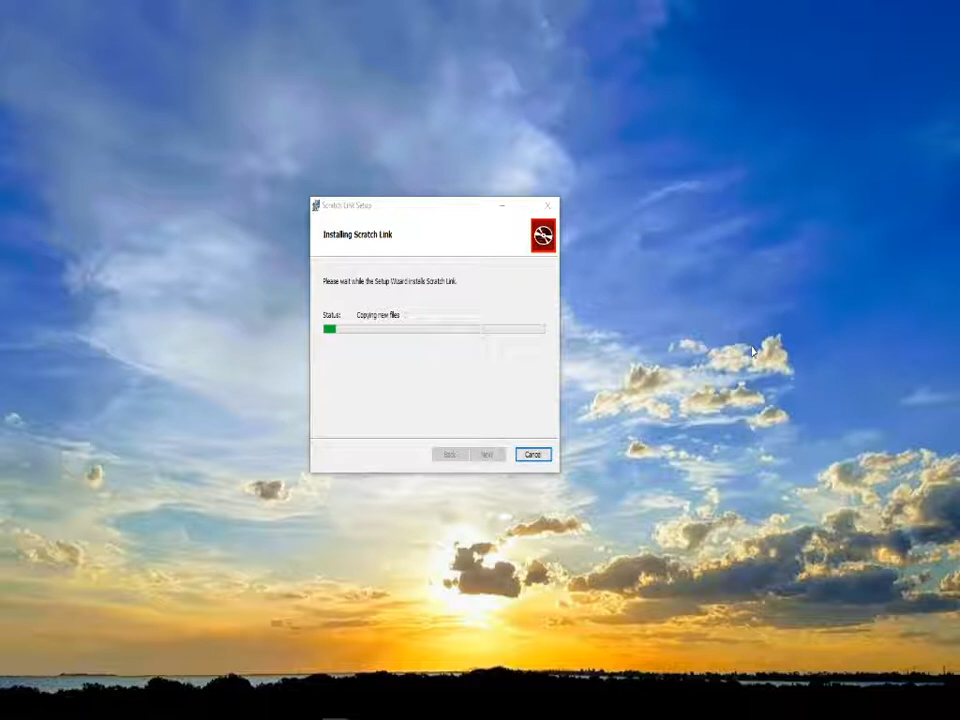 Scratch Link Setup
Installing Scratch Link
Please wait while the Setup Wizard installs Scratch Link.
Status: Copying new files
Back Next Cancel